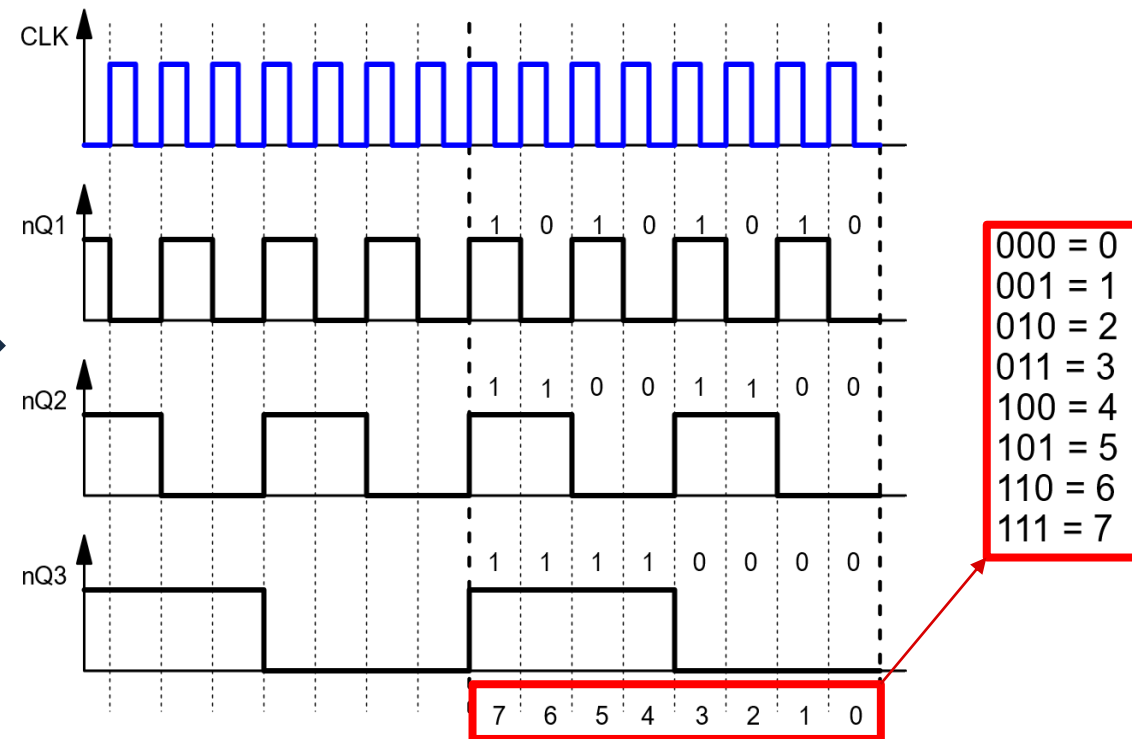 CLK
nQ1
1 0 1 0 1 0 1 0
nQ2
1 1 0 0 1 1 0 0
nQ3
1 1 1 1 0 0 0 0
7 6 5 4 3 2 1 0
000 = 0
001 = 1
010 = 2
011 = 3
100 = 4
101 = 5
110 = 6
111 = 7